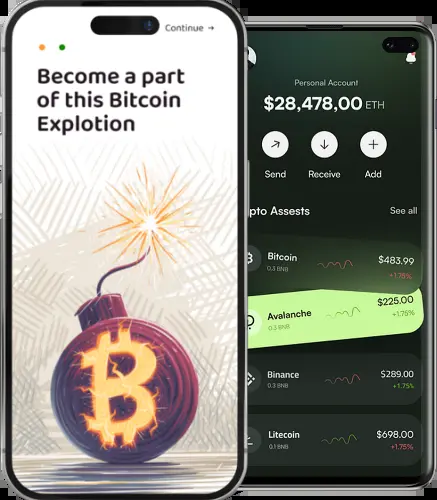 Continue →
Become a part
of this Bitcoin
Explotion
Personal Account
$28,478,00 ETH
Send Receive Add
pto Assests See all
Bitcoin $483.99
0.3 BNB +1.75%
Avalanche $225.00
0.3 BNB +1.75%
Binance $289.00
0.3 BNB +1.75%
Litecoin $698.00
0.1 BNB +1.75%